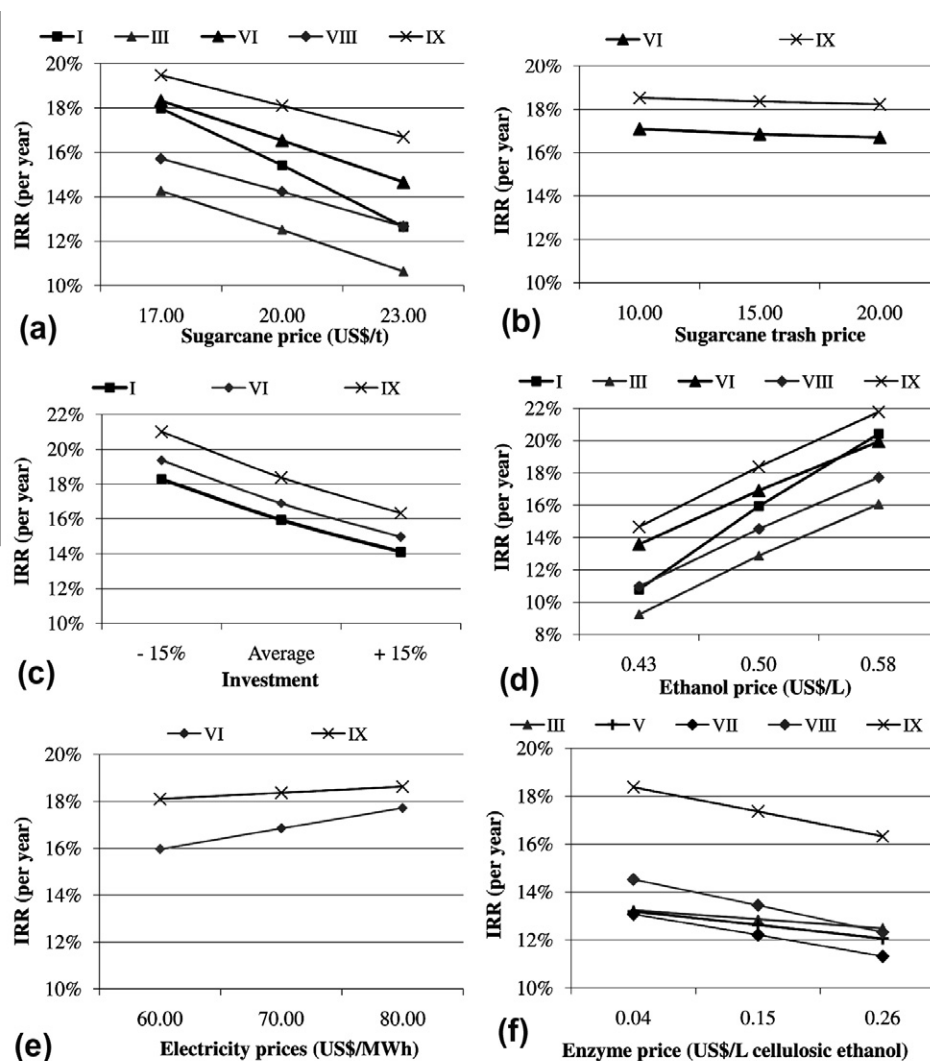 I III VI VIII IX
20%
18%
16%
14%
12%
10%
IRR (per year)
17.00 20.00 23.00
(a) Sugarcane price (US$/t)
VI IX
20%
18%
16%
14%
12%
10%
IRR (per year)
10.00 15.00 20.00
(b) Sugarcane trash price
I VI IX
22%
20%
18%
16%
14%
12%
10%
IRR (per year)
- 15% Average + 15%
(c) Investment
I III VI VIII IX
22%
20%
18%
16%
14%
12%
10%
8%
IRR (per year)
0.43 0.50 0.58
(d) Ethanol price (US$/L)
VI IX
20%
18%
16%
14%
12%
10%
IRR (per year)
60.00 70.00 80.00
(e) Electricity prices (US$/MWh)
III V VII VIII IX
20%
18%
16%
14%
12%
10%
IRR (per year)
0.04 0.15 0.26
(f) Enzyme price (US$/L cellulosic ethanol)